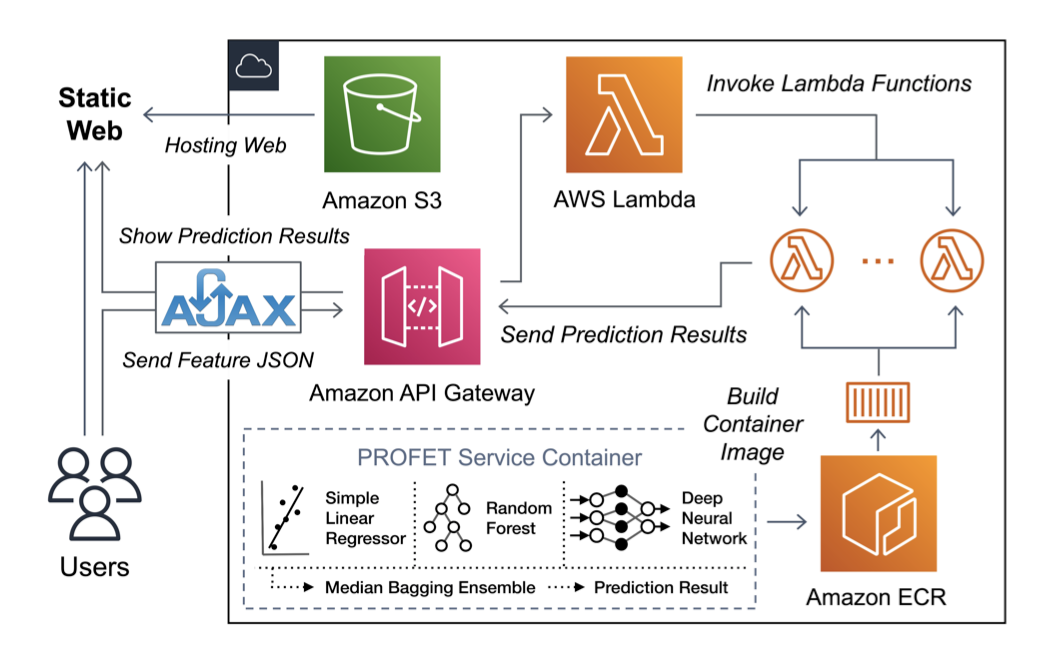 Static
Web
Hosting Web
Amazon S3
AWS Lambda
Invoke Lambda Functions
Show Prediction Results
AJAX
Send Feature JSON
</>
Amazon API Gateway
Send Prediction Results
...
Build
Container
Image
Users
PROFET Service Container
Simple
Linear
Regressor
Random
Forest
Deep
Neural
Network
Median Bagging Ensemble
Prediction Result
Amazon ECR